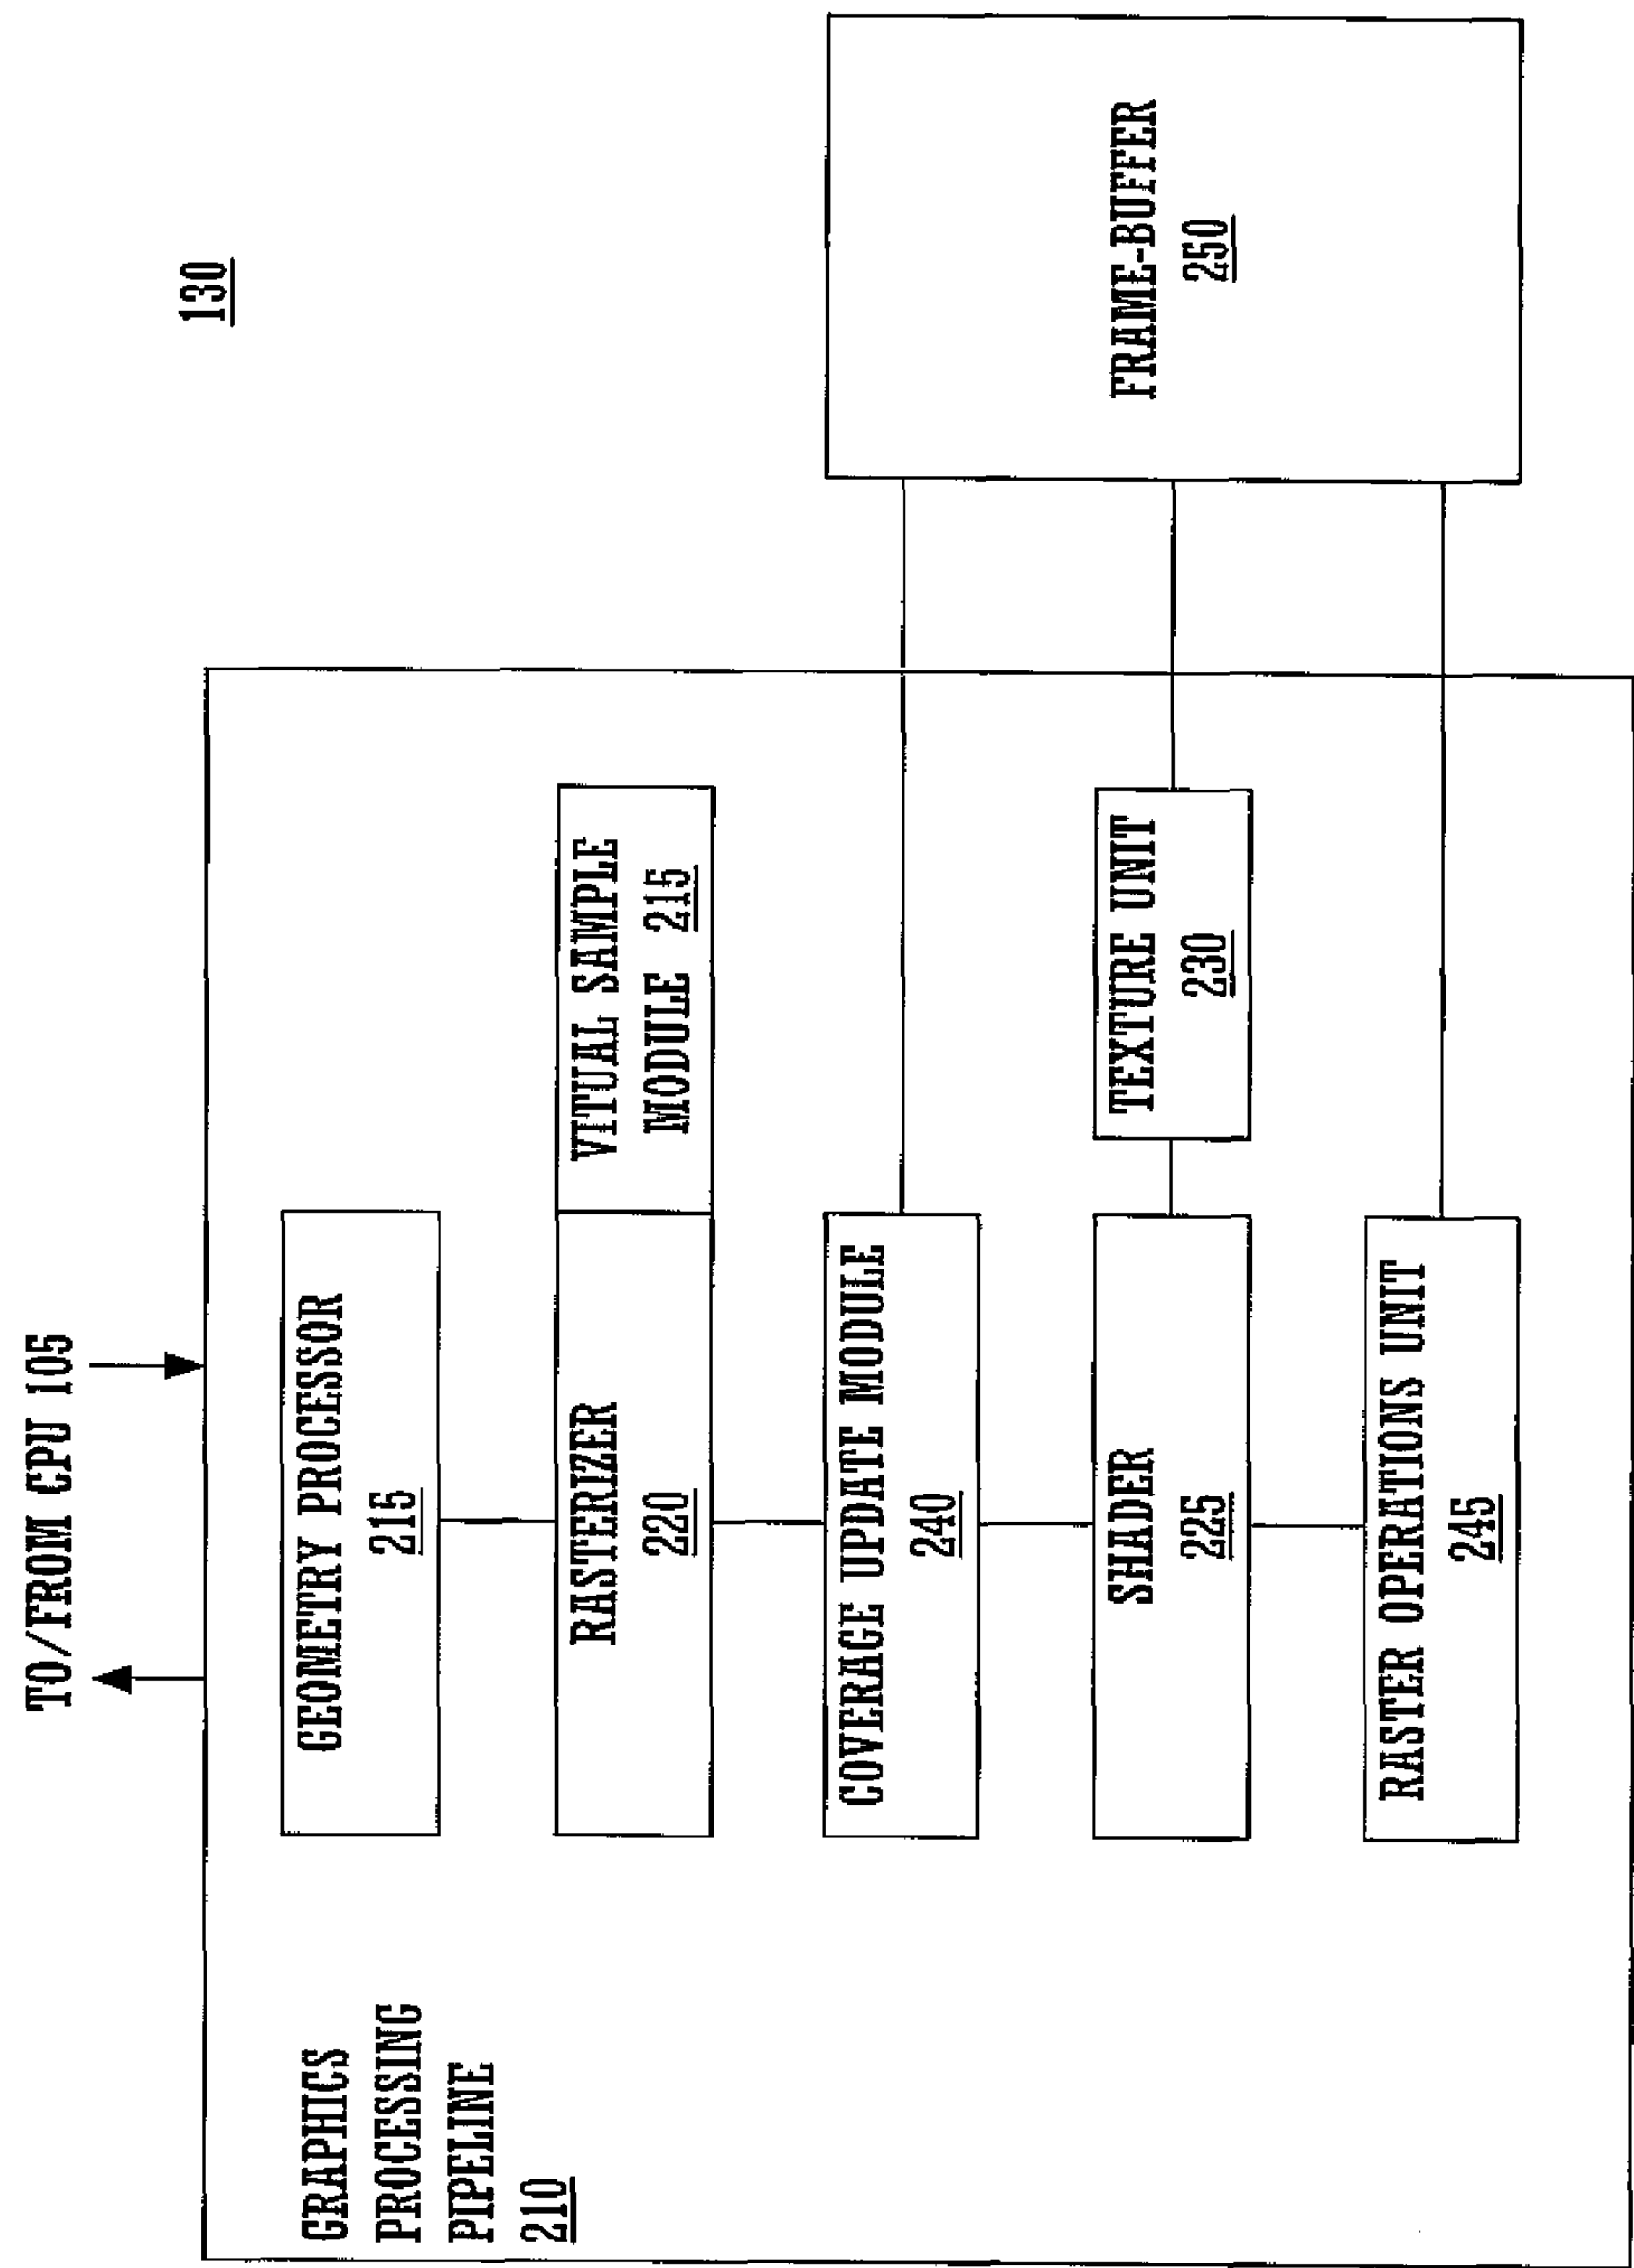 TO/FROM CPU 105
130
GRAPHICS
PROCESSING
PIPELINE
210
GEOMETRY PROCESSOR
215
RASTERIZER
220
VITUAL SAMPLE
MODULE 215
COVERAGE UPDATE MODULE
240
SHADER
225
TEXTURE UNIT
230
RASTER OPERATIONS UNIT
245
FRAME-BUFFER
250